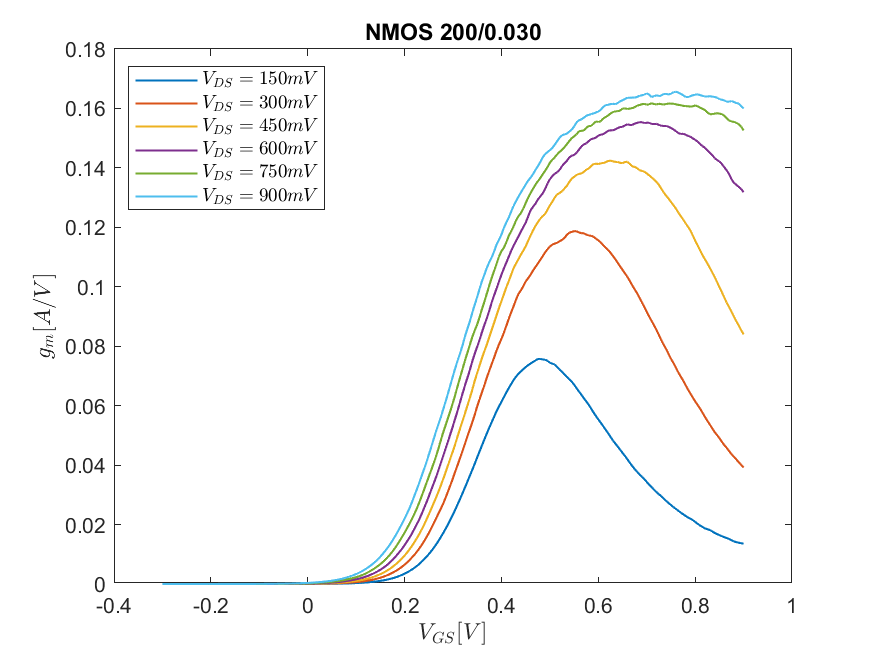 NMOS 200/0.030
0.18
0.16
0.14
0.12
0.1
0.08
0.06
0.04
0.02
0
g_m[A/V]
V_DS = 150mV
V_DS = 300mV
V_DS = 450mV
V_DS = 600mV
V_DS = 750mV
V_DS = 900mV
-0.4 -0.2 0 0.2 0.4 0.6 0.8 1
V_GS[V]